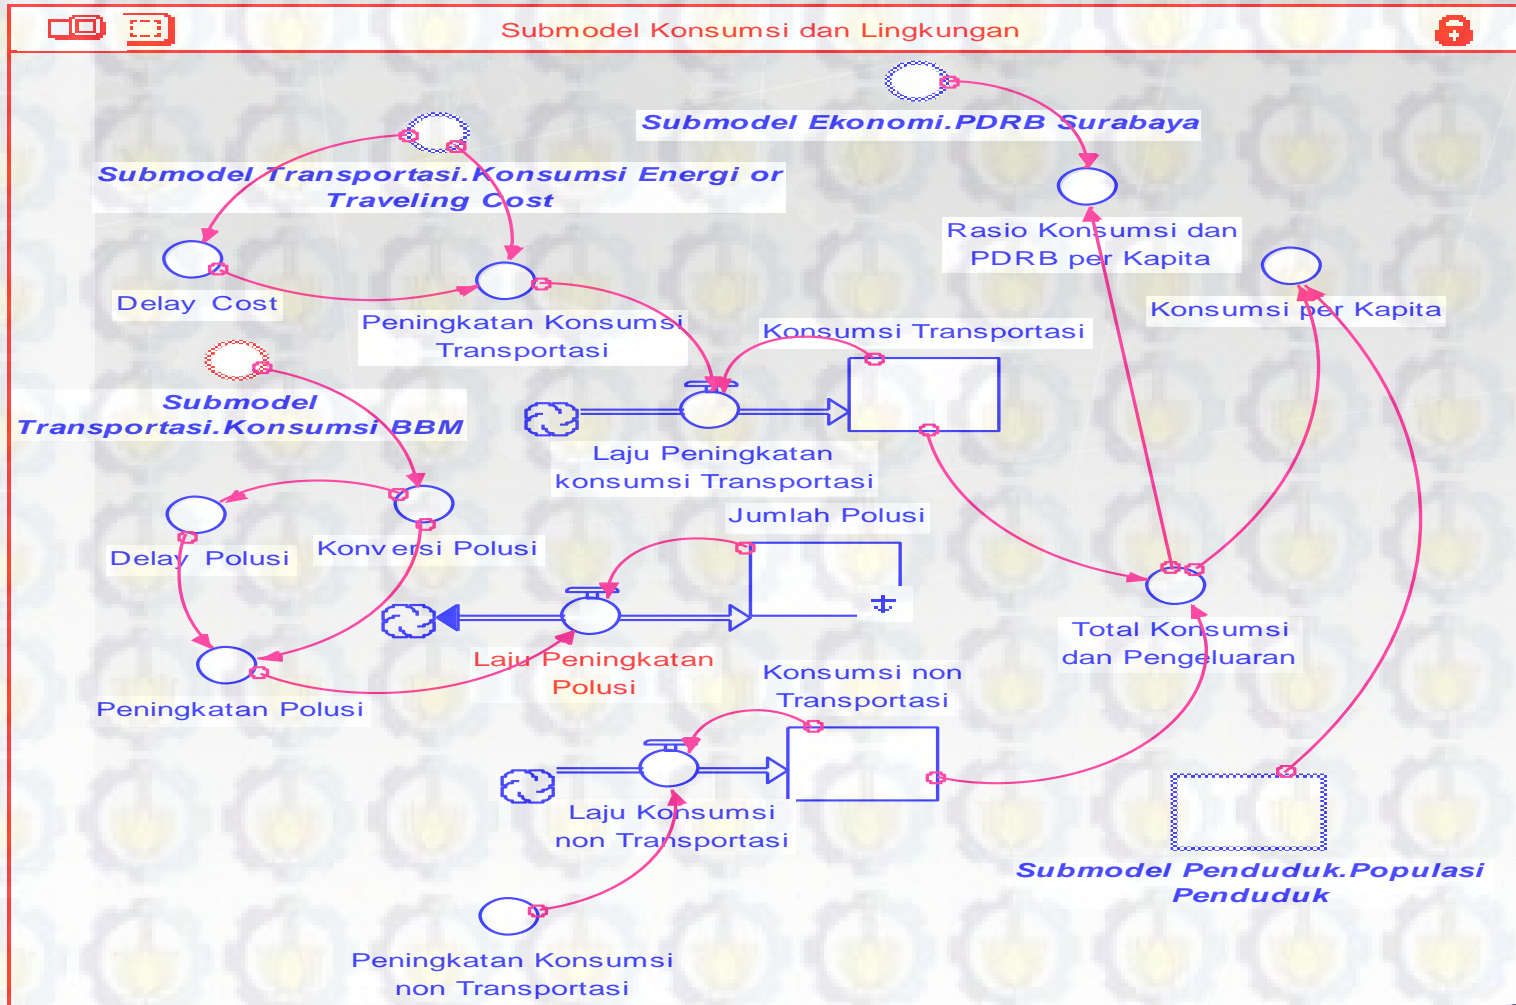 Submodel Konsumsi dan Lingkungan
Submodel Ekonomi.PDRB Surabaya
Submodel Transportasi.Konsumsi Energi or
Traveling Cost
Rasio Konsumsi dan
PDRB per Kapita
Delay Cost
Konsumsi per Kapita
Peningkatan Konsumsi
Transportasi
Konsumsi Transportasi
Submodel
Transportasi.Konsumsi BBM
Laju Peningkatan
konsumsi Transportasi
Jumlah Polusi
Delay Polusi
Konversi Polusi
Total Konsumsi
dan Pengeluaran
Laju Peningkatan
Polusi
Konsumsi non
Transportasi
Peningkatan Polusi
Laju Konsumsi
non Transportasi
Submodel Penduduk.Populasi
Penduduk
Peningkatan Konsumsi
non Transportasi